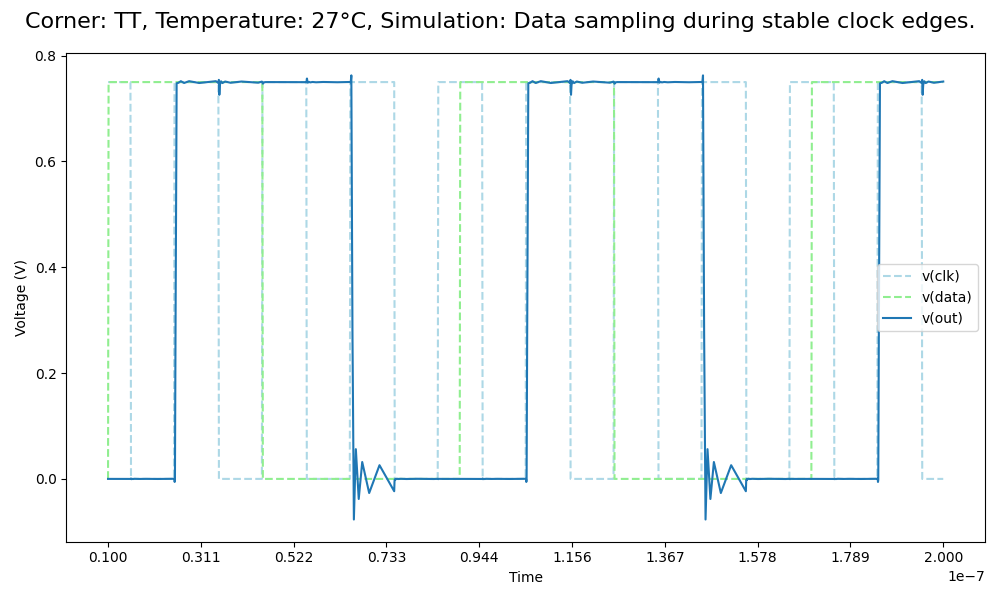 Corner: TT, Temperature: 27°C, Simulation: Data sampling during stable clock edges.
0.8
0.6
0.4
0.2
0.0
Voltage (V)
v(clk)
v(data)
v(out)
0.100 0.311 0.522 0.733 0.944 1.156 1.367 1.578 1.789 2.000
Time
1e−7